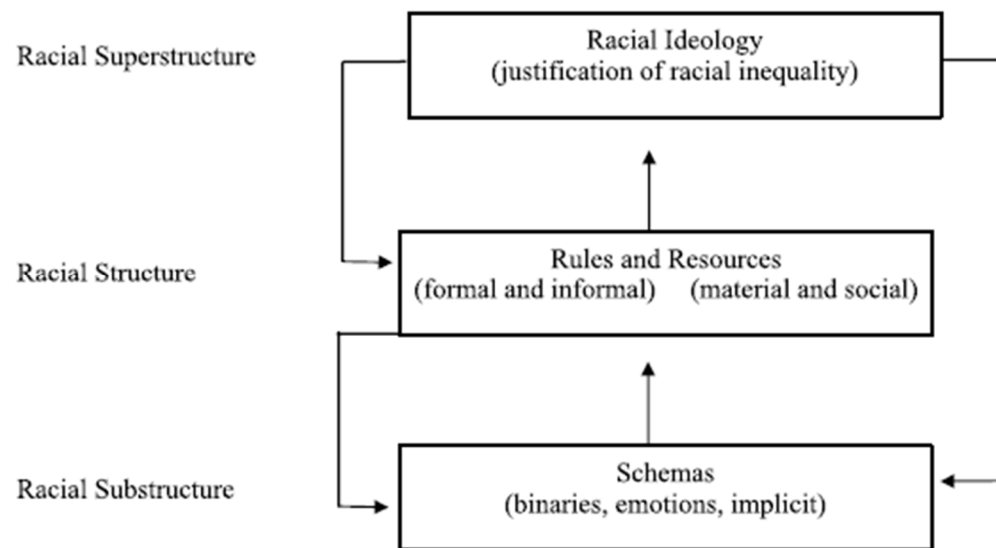 Racial Superstructure
Racial Ideology
(justification of racial inequality)
Racial Structure
Rules and Resources
(formal and informal) (material and social)
Racial Substructure
Schemas
(binaries, emotions, implicit)